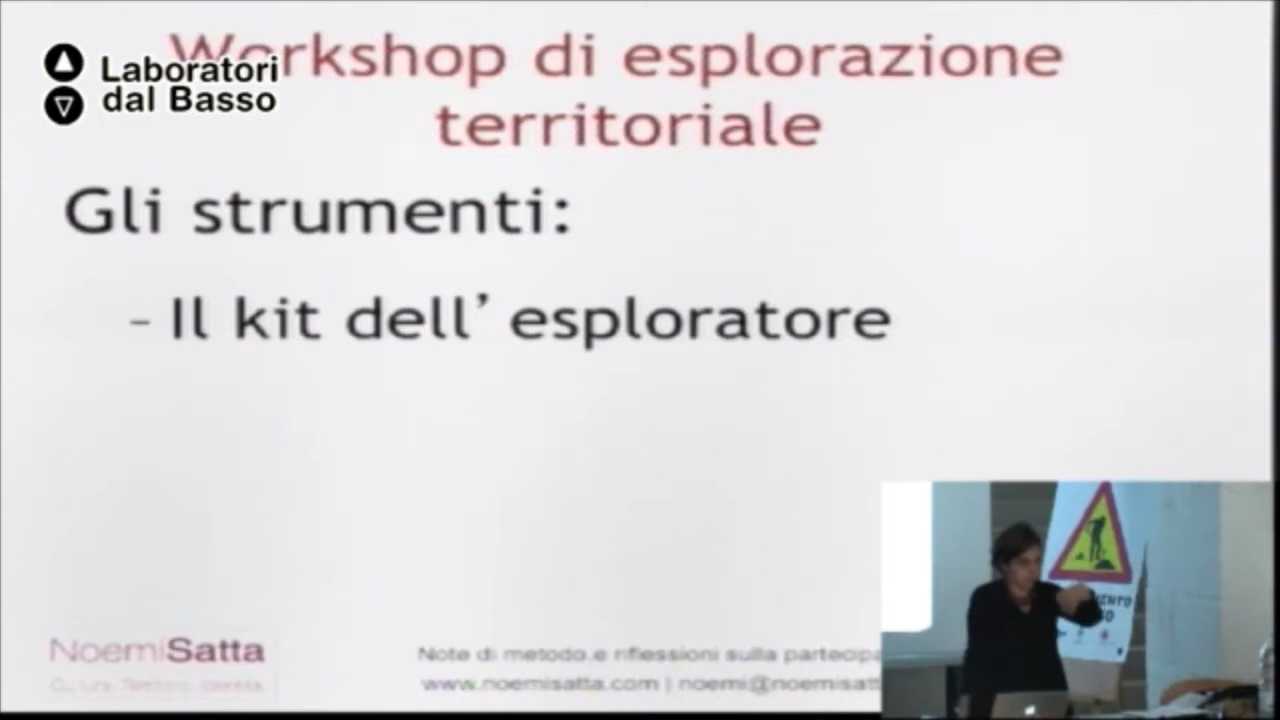 Workshop di esplorazione
territoriale
Laboratori
dal Basso
Gli strumenti:
- Il kit dell' esploratore
NoemiSatta
Note di metodo e riflessioni sulla partecipa
www.noemisatta.com | noemi@noemisatt